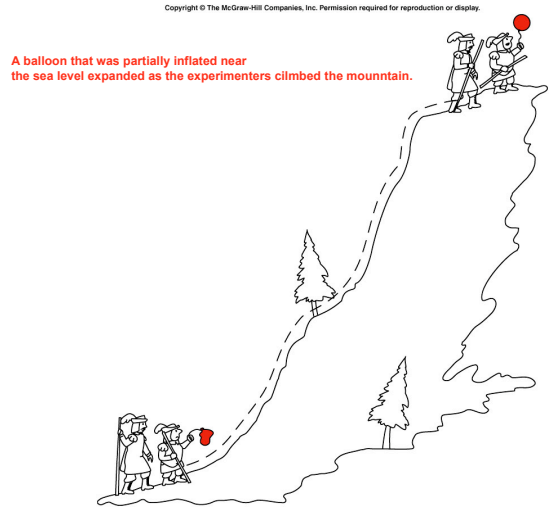 Copyright © The McGraw-Hill Companies, Inc. Permission required for reproduction or display.
A balloon that was partially inflated near
the sea level expanded as the experimenters cilmbed the mounntain.